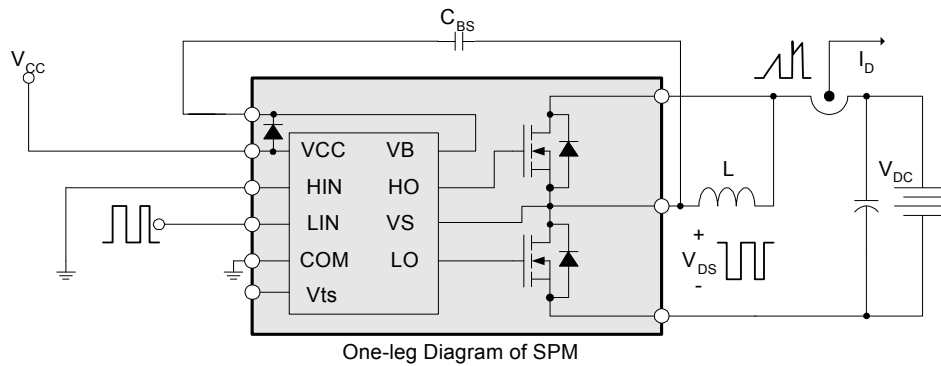 C_BS
V_CC
I_D
VCC VB
HIN HO
LIN VS
COM LO
Vts
L
V_DC
+
V_DS
-
One-leg Diagram of SPM